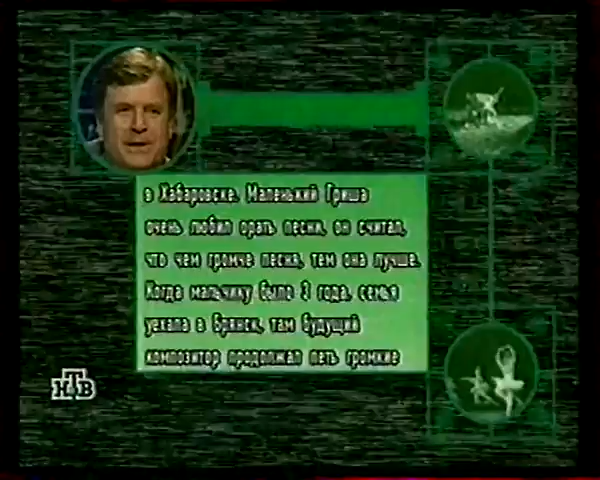 в Хабаровске. Маленький Гриша
очень любил орать песни, он считал,
что чем громче песня, тем она лучше.
Когда мальчику было 3 года, семья
уехала в Брянск, там будущий
композитор продолжал петь громкие
НТВ